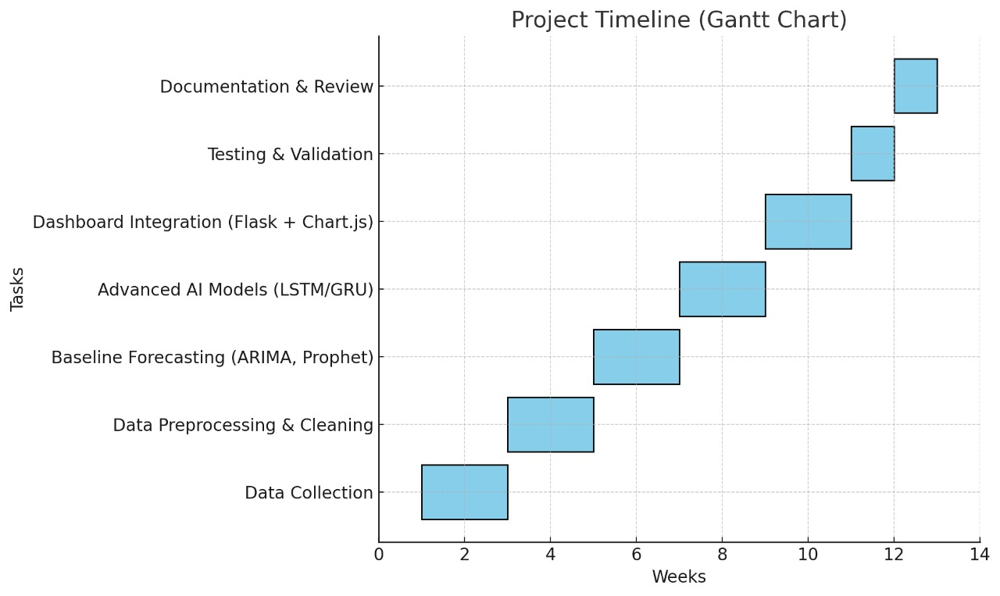 Project Timeline (Gantt Chart)
Tasks
Documentation & Review
Testing & Validation
Dashboard Integration (Flask + Chart.js)
Advanced AI Models (LSTM/GRU)
Baseline Forecasting (ARIMA, Prophet)
Data Preprocessing & Cleaning
Data Collection
0 2 4 6 8 10 12 14
Weeks